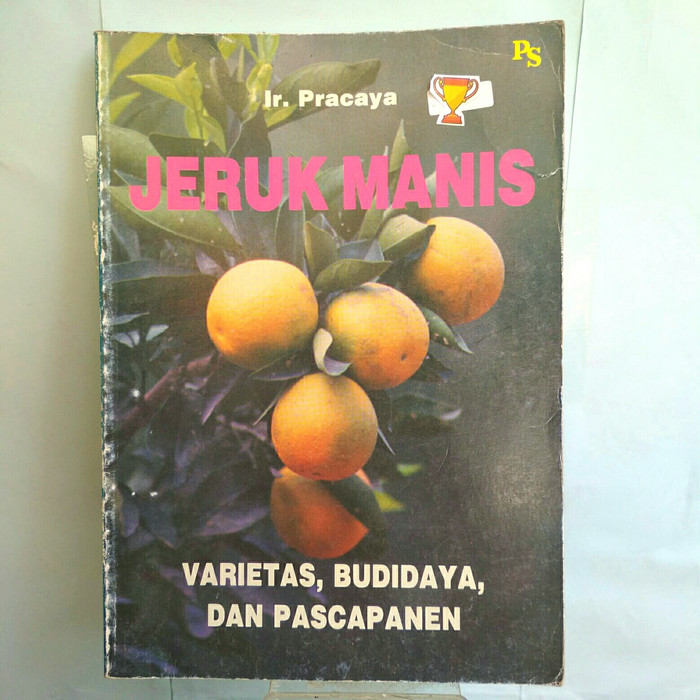 PS
Ir. Pracaya
JERUK MANIS
VARIETAS, BUDIDAYA,
DAN PASCAPANEN